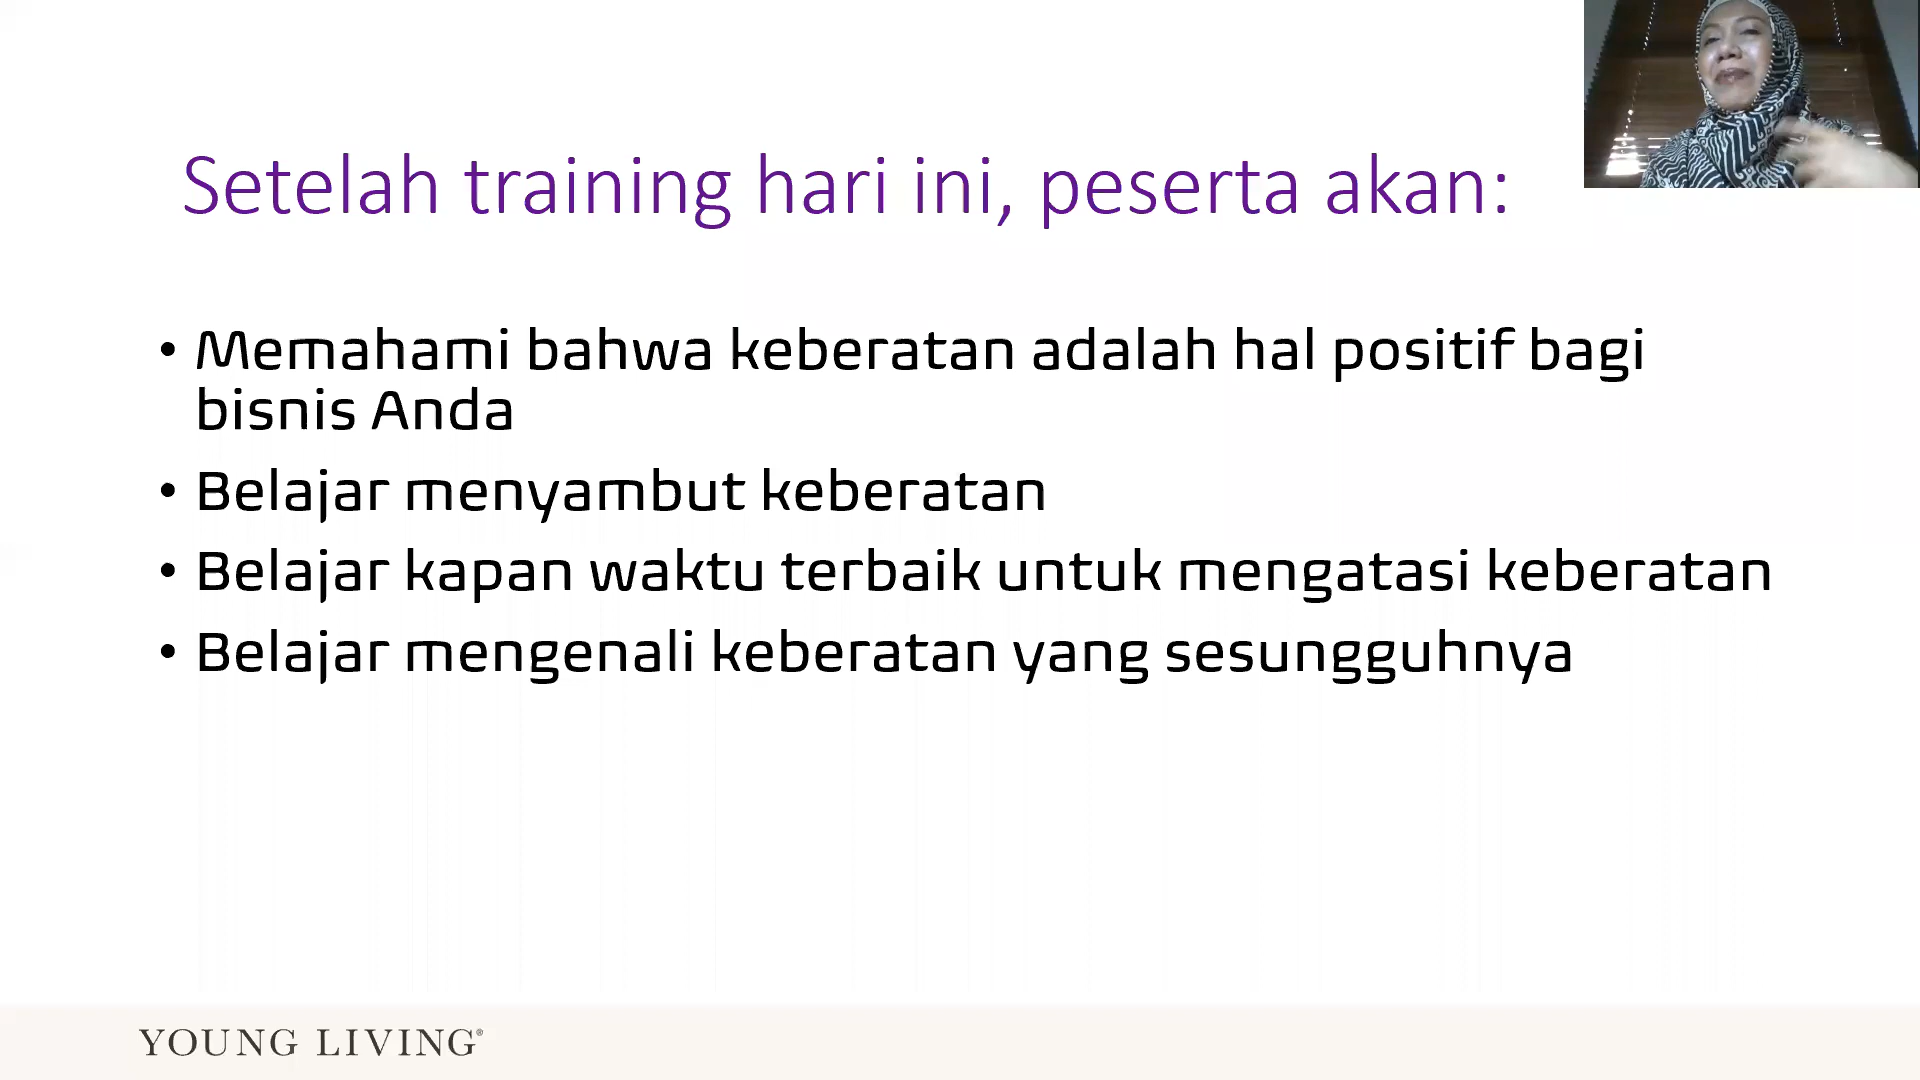 Setelah training hari ini, peserta akan:
• Memahami bahwa keberatan adalah hal positif bagi
bisnis Anda
• Belajar menyambut keberatan
• Belajar kapan waktu terbaik untuk mengatasi keberatan
• Belajar mengenali keberatan yang sesungguhnya
YOUNG LIVING®